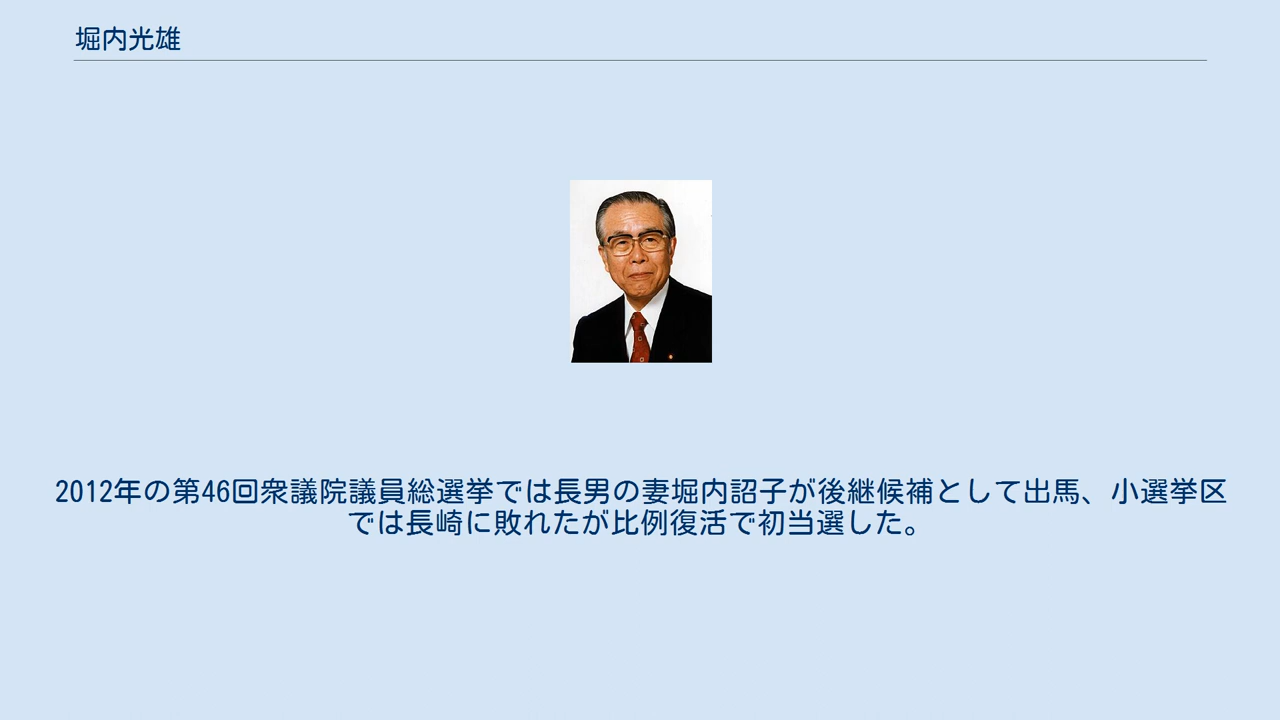 堀内光雄
2012年の第46回衆議院議員総選挙では長男の妻堀内詔子が後継候補として出馬、小選挙区
では長崎に敗れたが比例復活で初当選した。